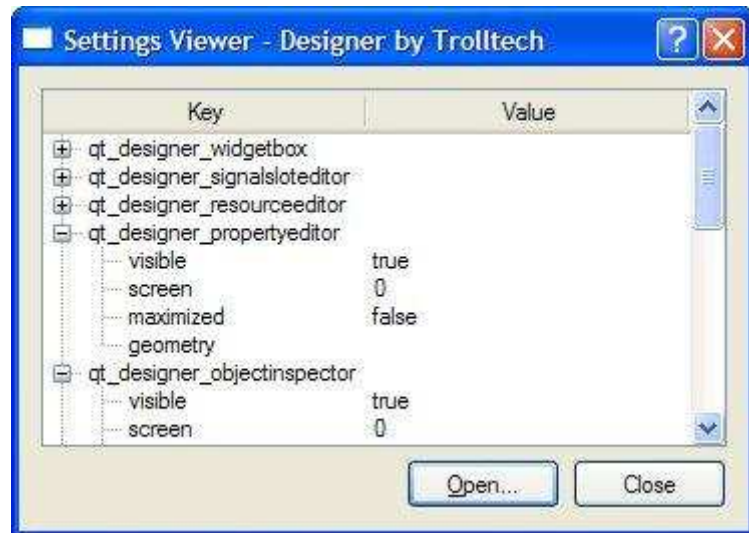 Settings Viewer - Designer by Trolltech
Key Value
qt_designer_widgetbox
qt_designer_signalsloteditor
qt_designer_resourceeditor
qt_designer_propertyeditor
visible true
screen 0
maximized false
geometry
qt_designer_objectinspector
visible true
screen 0
Open... Close